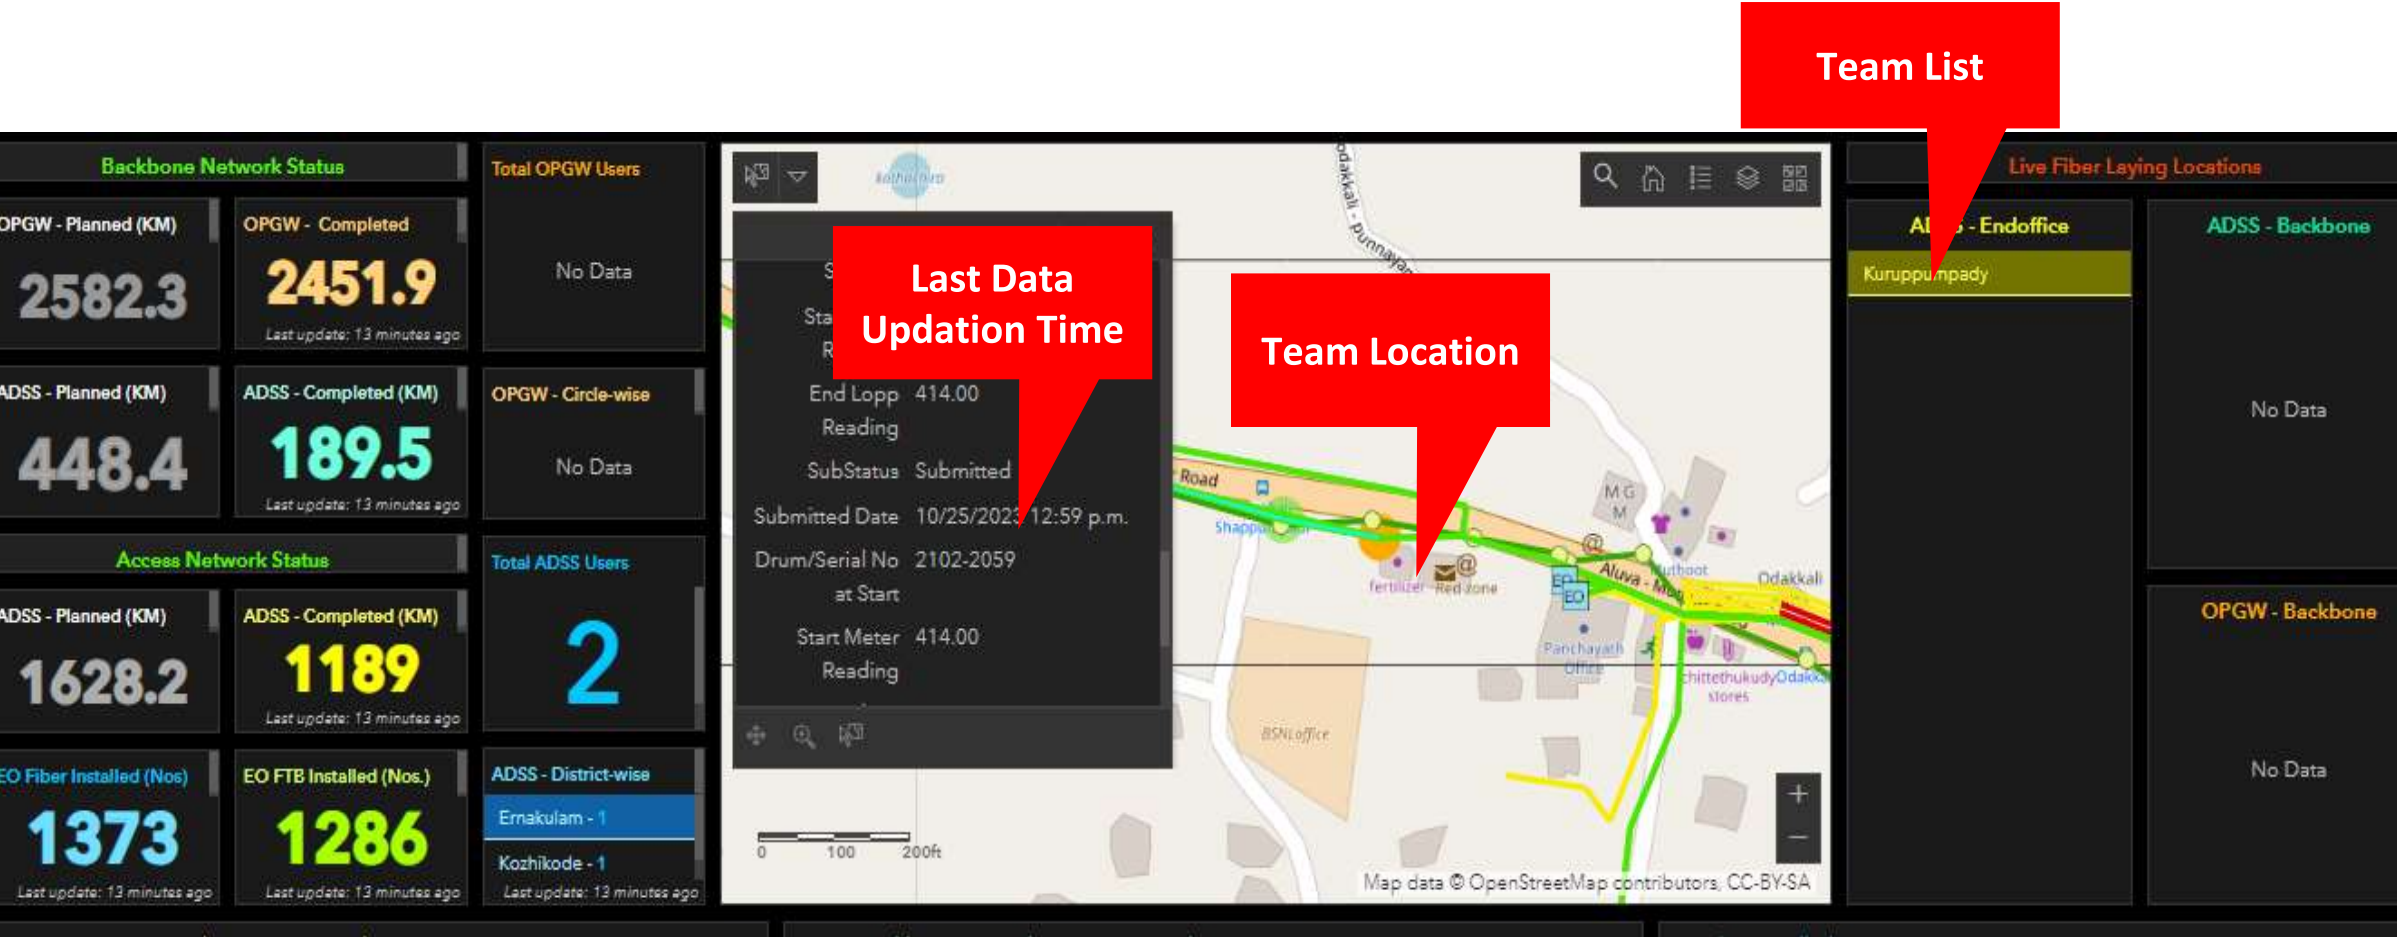 Team List
Backbone Network Status
Total OPGW Users
Live Fiber Laying Locations
OPGW - Planned (KM)
2582.3
OPGW - Completed
2451.9
Last update: 13 minutes ago
No Data
ADSS - Planned (KM)
448.4
ADSS - Completed (KM)
189.5
Last update: 13 minutes ago
OPGW - Circle-wise
No Data
Access Network Status
Total ADSS Users
2
ADSS - Planned (KM)
1628.2
ADSS - Completed (KM)
1189
Last update: 13 minutes ago
EO Fiber Installed (Nos)
1373
Last update: 13 minutes ago
EO FTB Installed (Nos.)
1286
Last update: 13 minutes ago
ADSS - District-wise
Ernakulam - 1
Kozhikode - 1
Last update: 13 minutes ago
Last Data
Updation Time
End Lopp 414.00
Reading
SubStatus Submitted
Submitted Date 10/25/2023 12:59 p.m.
Drum/Serial No 2102-2059
at Start
Start Meter 414.00
Reading
Team Location
Road
M G
M
fertilizer
Red zone
EO
Aluva -
Odakkali
Panchayath
Office
chittethukudy
stores
BSNL office
0 100 200ft
Map data © OpenStreetMap contributors, CC-BY-SA
- Endoffice
Kuruppumpady
ADSS - Backbone
No Data
OPGW - Backbone
No Data